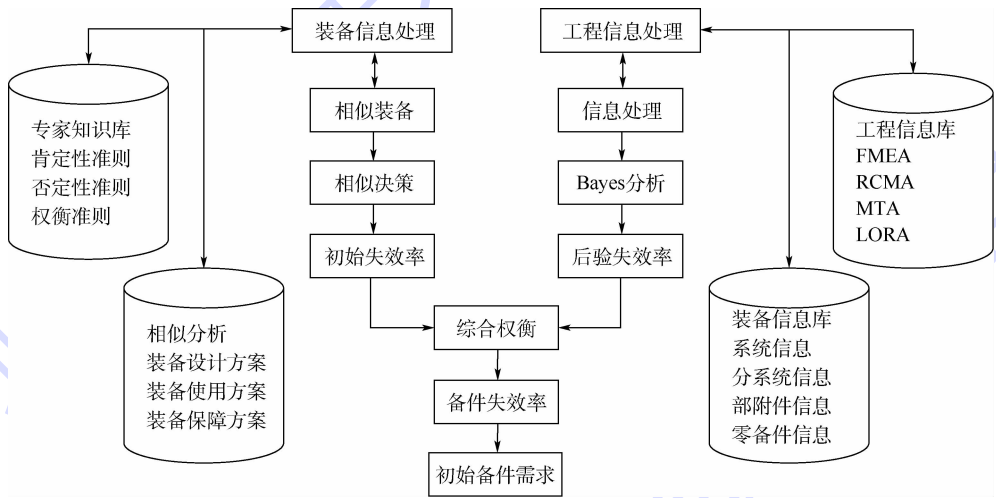 装备信息处理
工程信息处理
专家知识库
肯定性准则
否定性准则
权衡准则
相似装备
相似决策
初始失效率
信息处理
Bayes分析
后验失效率
工程信息库
FMEA
RCMA
MTA
LORA
相似分析
装备设计方案
装备使用方案
装备保障方案
综合权衡
备件失效率
初始备件需求
装备信息库
系统信息
分系统信息
部附件信息
零备件信息